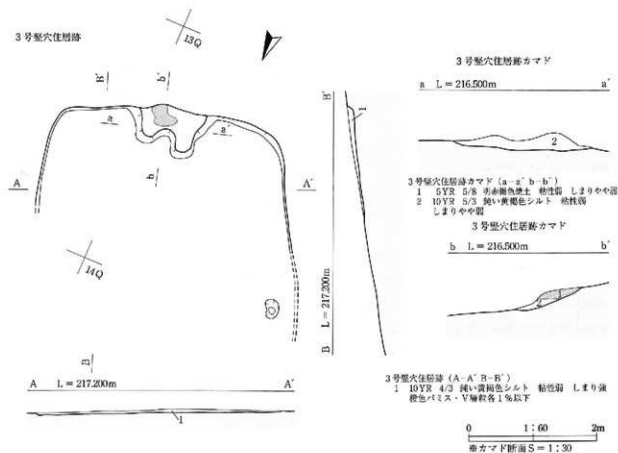 3号竪穴住居跡
13Q
B´ b´
a a´
b
A A´
14Q
B
A L＝217.200m A´
1
B´
1
B L＝217.200m
3号竪穴住居跡カマド
a L＝216.500m a´
2
3号竪穴住居跡カマド（a－a´ b－b´）
1 5YR 5/8 明赤褐色焼土 粘性弱 しまりやや弱
2 10YR 5/3 鈍い黄褐色シルト 粘性弱
しまりやや弱
3号竪穴住居跡カマド
b L＝216.500m b´
2
3号竪穴住居跡（A－A´ B－B´）
1 10YR 4/3 鈍い黄褐色シルト 粘性弱 しまり強
橙色パミス・V層粒各1％以下
0 1:60 2m
※カマド断面S＝1:30